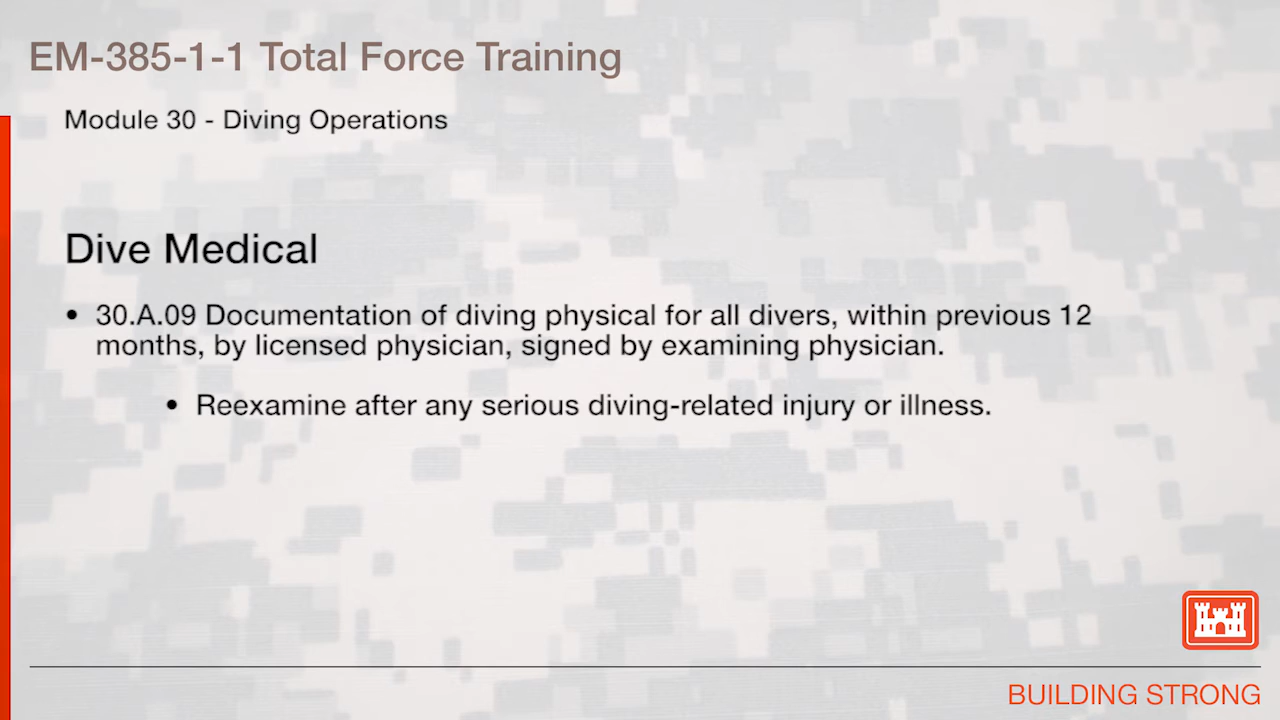 EM-385-1-1 Total Force Training
Module 30 - Diving Operations
Dive Medical
• 30.A.09 Documentation of diving physical for all divers, within previous 12
months, by licensed physician, signed by examining physician.
• Reexamine after any serious diving-related injury or illness.
BUILDING STRONG